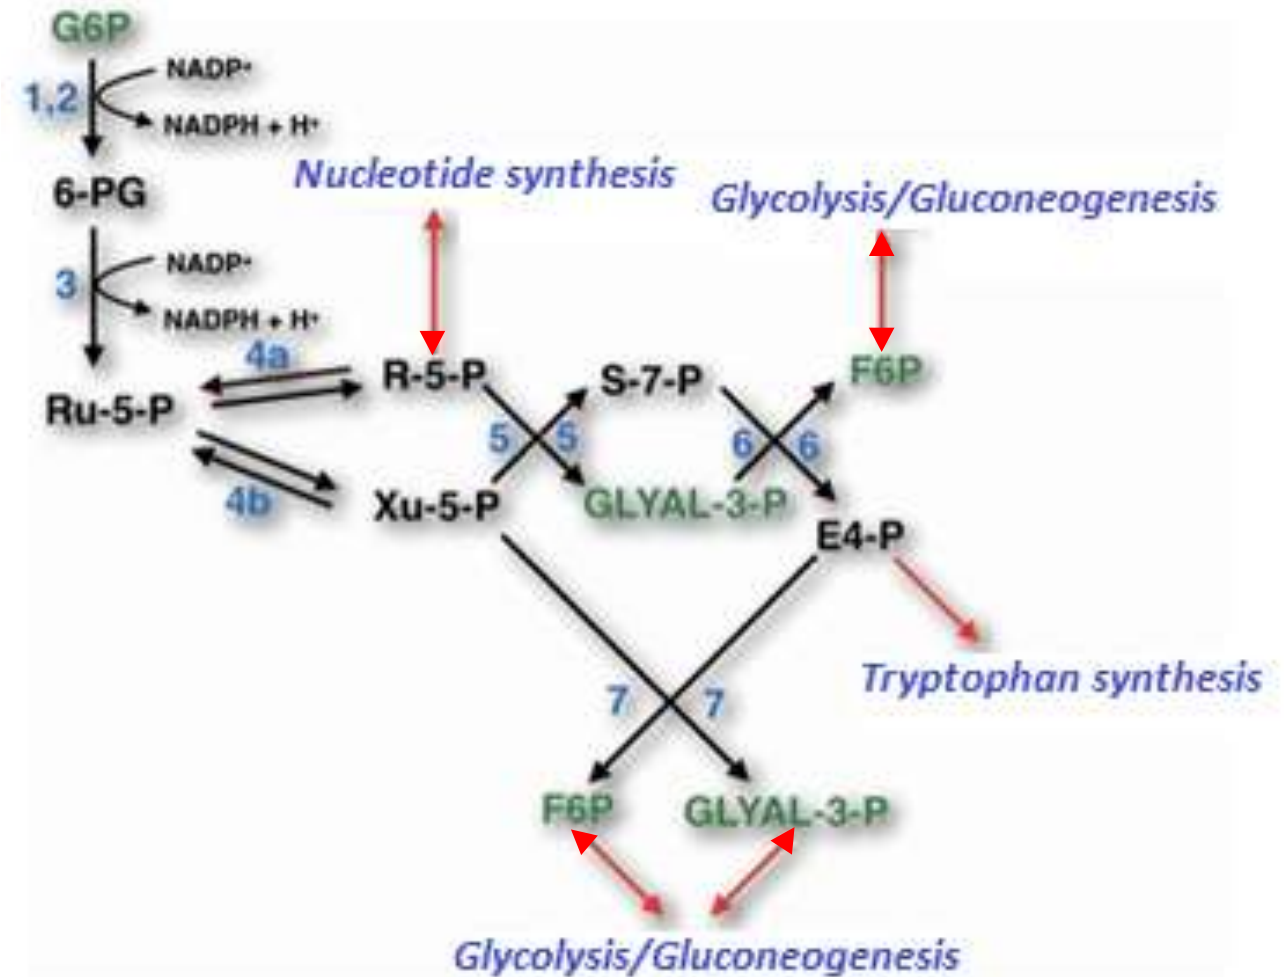 G6P
NADP+
1,2
NADPH + H+
Nucleotide synthesis
6-PG
Glycolysis/Gluconeogenesis
NADP+
3
NADPH + H+
4a
R-5-P
S-7-P
F6P
Ru-5-P
5
5
6
6
4b
Xu-5-P
GLYAL-3-P
E4-P
Tryptophan synthesis
7
7
F6P
GLYAL-3-P
Glycolysis/Gluconeogenesis